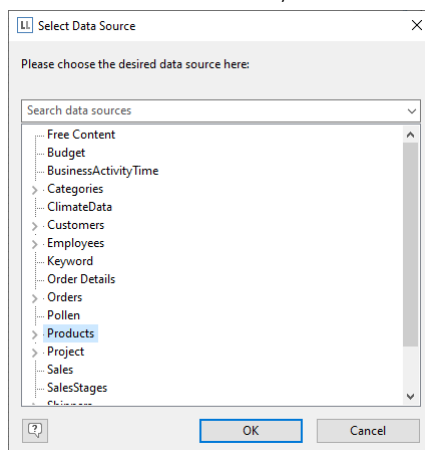 LL Select Data Source
Please choose the desired data source here:
Search data sources
Free Content
Budget
BusinessActivityTime
Categories
ClimateData
Customers
Employees
Keyword
Order Details
Orders
Pollen
Products
Project
Sales
SalesStages
OK
Cancel